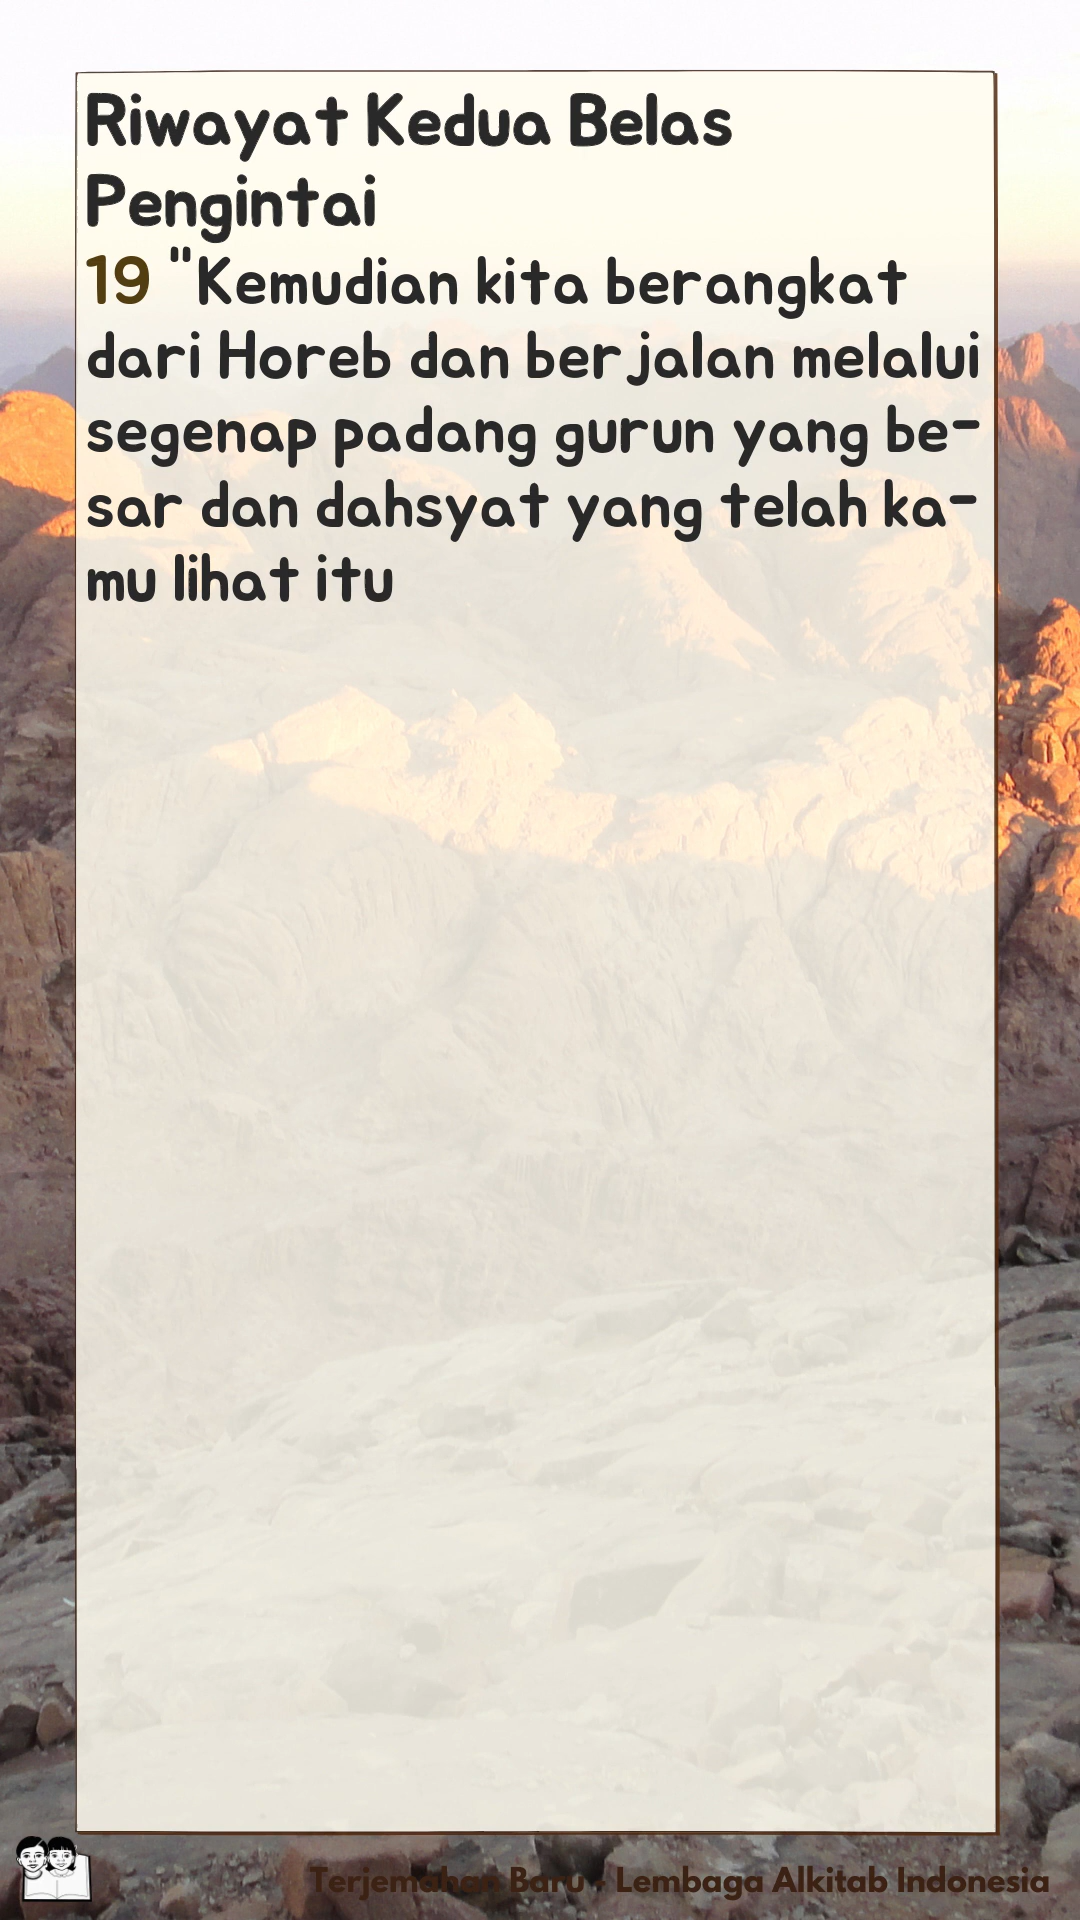 Riwayat Kedua Belas
Pengintai
19 "Kemudian kita berangkat
dari Horeb dan berjalan melalui
segenap padang gurun yang be-
sar dan dahsyat yang telah ka-
mu lihat itu
Terjemahan Baru - Lembaga Alkitab Indonesia